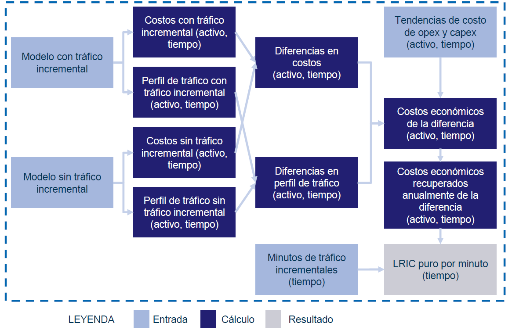 Modelo con tráfico
incremental
Costos con tráfico
incremental (activo,
tiempo)
Perfil de tráfico con
tráfico incremental
(activo, tiempo)
Modelo sin tráfico
incremental
Costos sin tráfico
incremental (activo,
tiempo)
Perfil de tráfico sin
tráfico incremental
(activo, tiempo)
Diferencias en
costos
(activo, tiempo)
Diferencias en
perfil de tráfico
(activo, tiempo)
Tendencias de costo
de opex y capex
(activo, tiempo)
Costos económicos
de la diferencia
(activo, tiempo)
Costos económicos
recuperados
anualmente de la
diferencia
(activo, tiempo)
Minutos de tráfico
incrementales
(tiempo)
LRIC puro por minuto
(tiempo)
LEYENDA
Entrada
Cálculo
Resultado